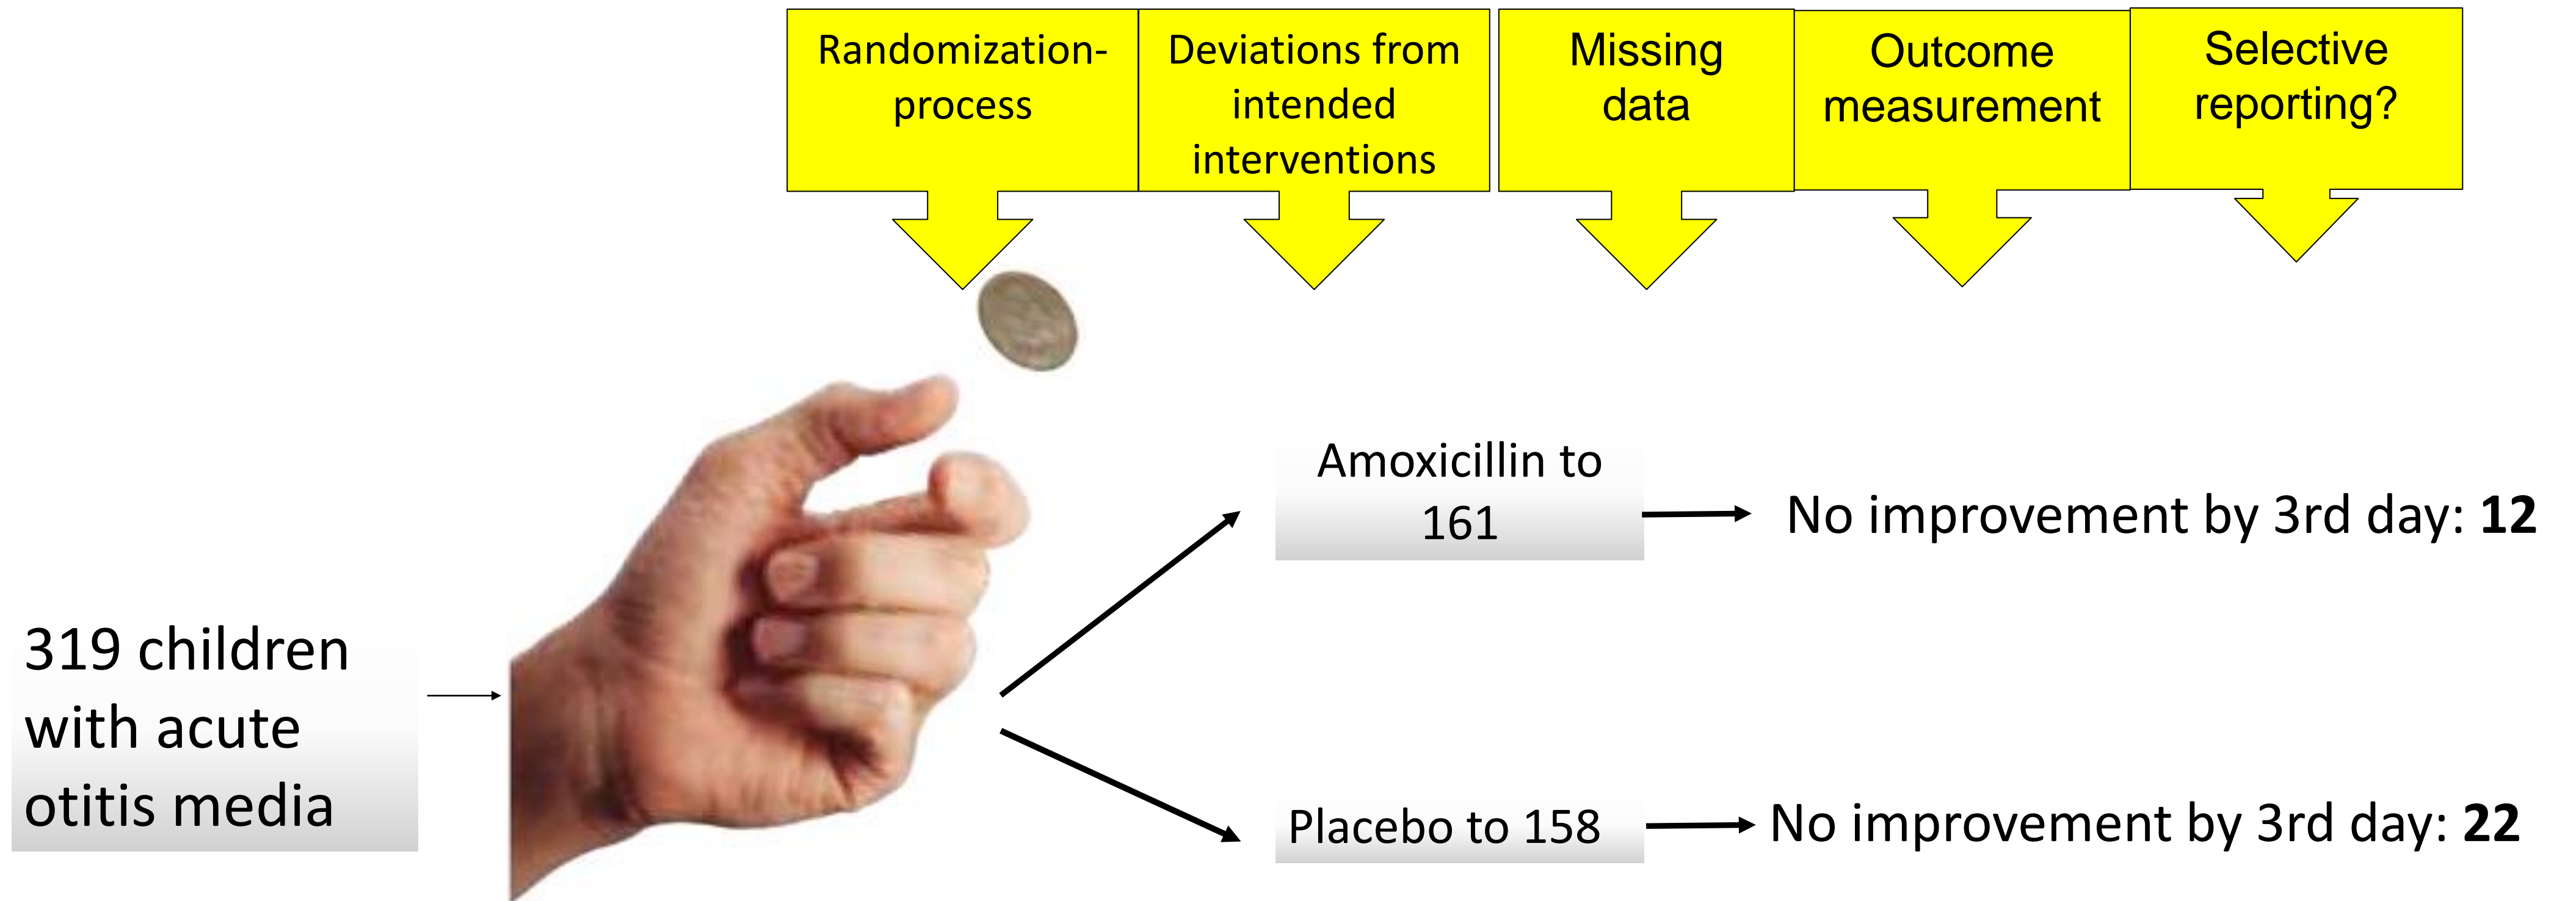 Randomization-
process
Deviations from
intended
interventions
Missing
data
Outcome
measurement
Selective
reporting?
319 children
with acute
otitis media
Amoxicillin to
161
No improvement by 3rd day: 12
Placebo to 158
No improvement by 3rd day: 22